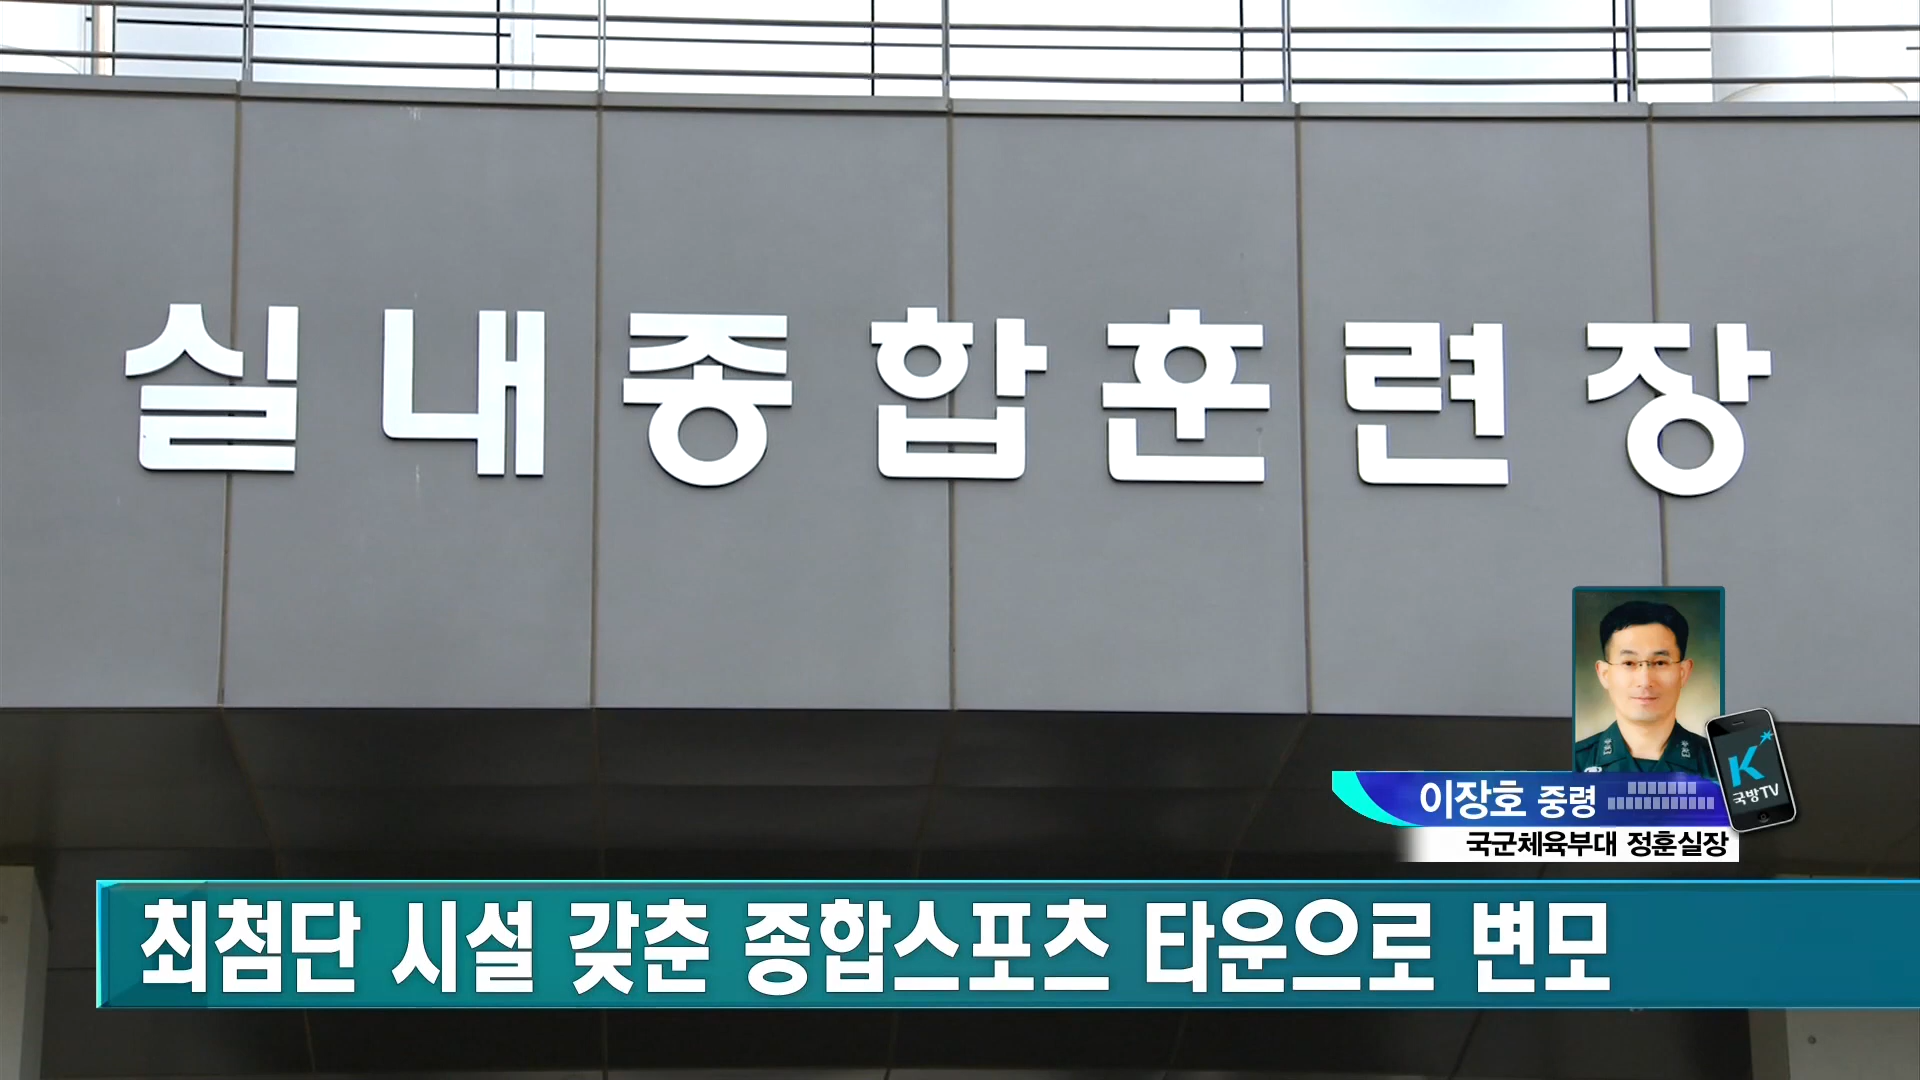 실내종합훈련장
K
국방TV
이장호 중령
국군체육부대 정훈실장
최첨단 시설 갖춘 종합스포츠 타운으로 변모